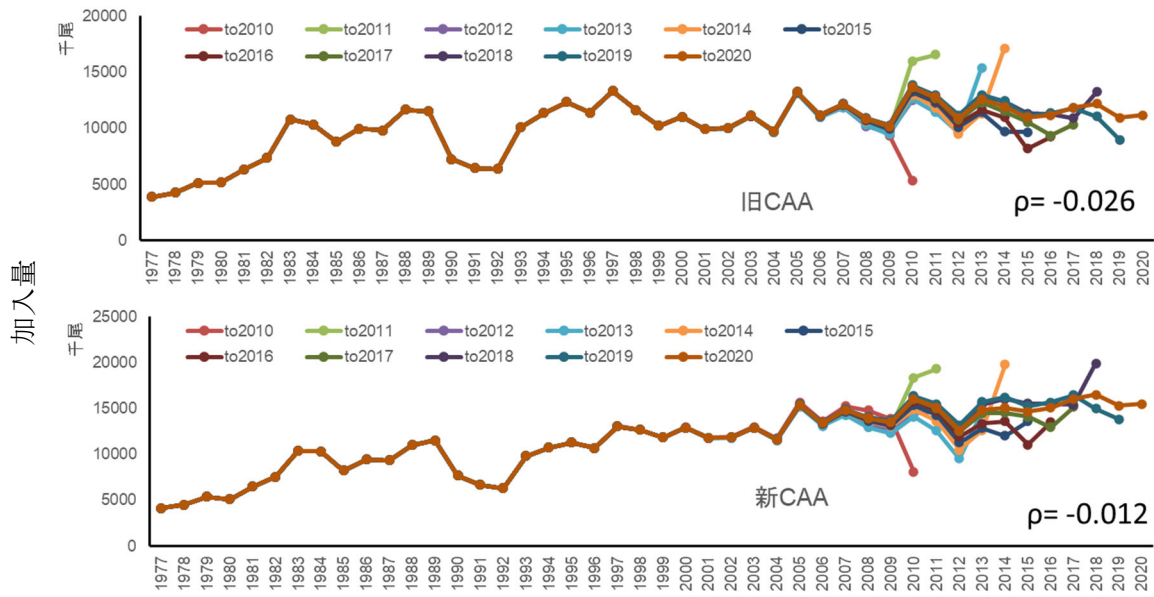 加入量
千尾
20000
15000
10000
5000
0
to2010 to2011 to2012 to2013 to2014 to2015
to2016 to2017 to2018 to2019 to2020
旧CAA
ρ= -0.026
1977 1978 1979 1980 1981 1982 1983 1984 1985 1986 1987 1988 1989 1990 1991 1992 1993 1994 1995 1996 1997 1998 1999 2000 2001 2002 2003 2004 2005 2006 2007 2008 2009 2010 2011 2012 2013 2014 2015 2016 2017 2018 2019 2020
千尾
25000
20000
15000
10000
5000
0
to2010 to2011 to2012 to2013 to2014 to2015
to2016 to2017 to2018 to2019 to2020
新CAA
ρ= -0.012
1977 1978 1979 1980 1981 1982 1983 1984 1985 1986 1987 1988 1989 1990 1991 1992 1993 1994 1995 1996 1997 1998 1999 2000 2001 2002 2003 2004 2005 2006 2007 2008 2009 2010 2011 2012 2013 2014 2015 2016 2017 2018 2019 2020